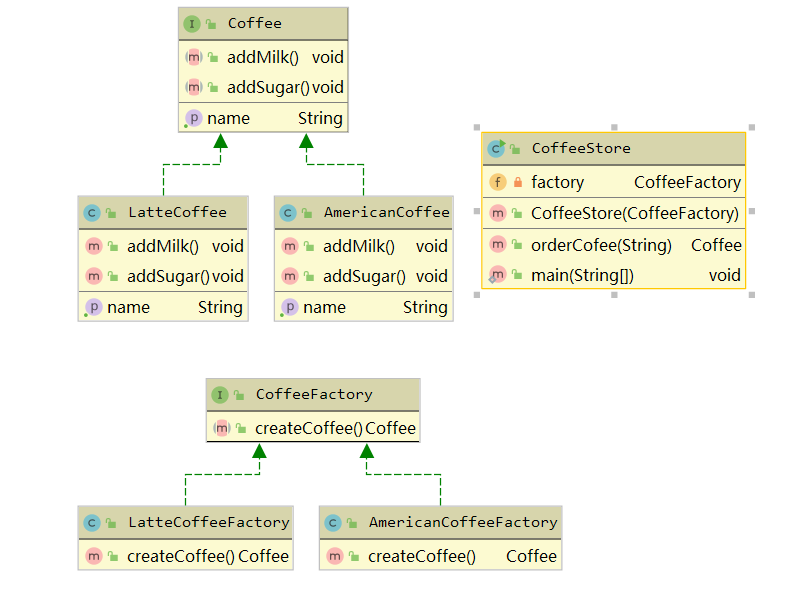 I Coffee
m addMilk() void
m addSugar() void
p name String
C LatteCoffee
m addMilk() void
m addSugar() void
p name String
C AmericanCoffee
m addMilk() void
m addSugar() void
p name String
C CoffeeStore
f factory CoffeeFactory
m CoffeeStore(CoffeeFactory)
m orderCofee(String) Coffee
m main(String[]) void
I CoffeeFactory
m createCoffee() Coffee
C LatteCoffeeFactory
m createCoffee() Coffee
C AmericanCoffeeFactory
m createCoffee() Coffee